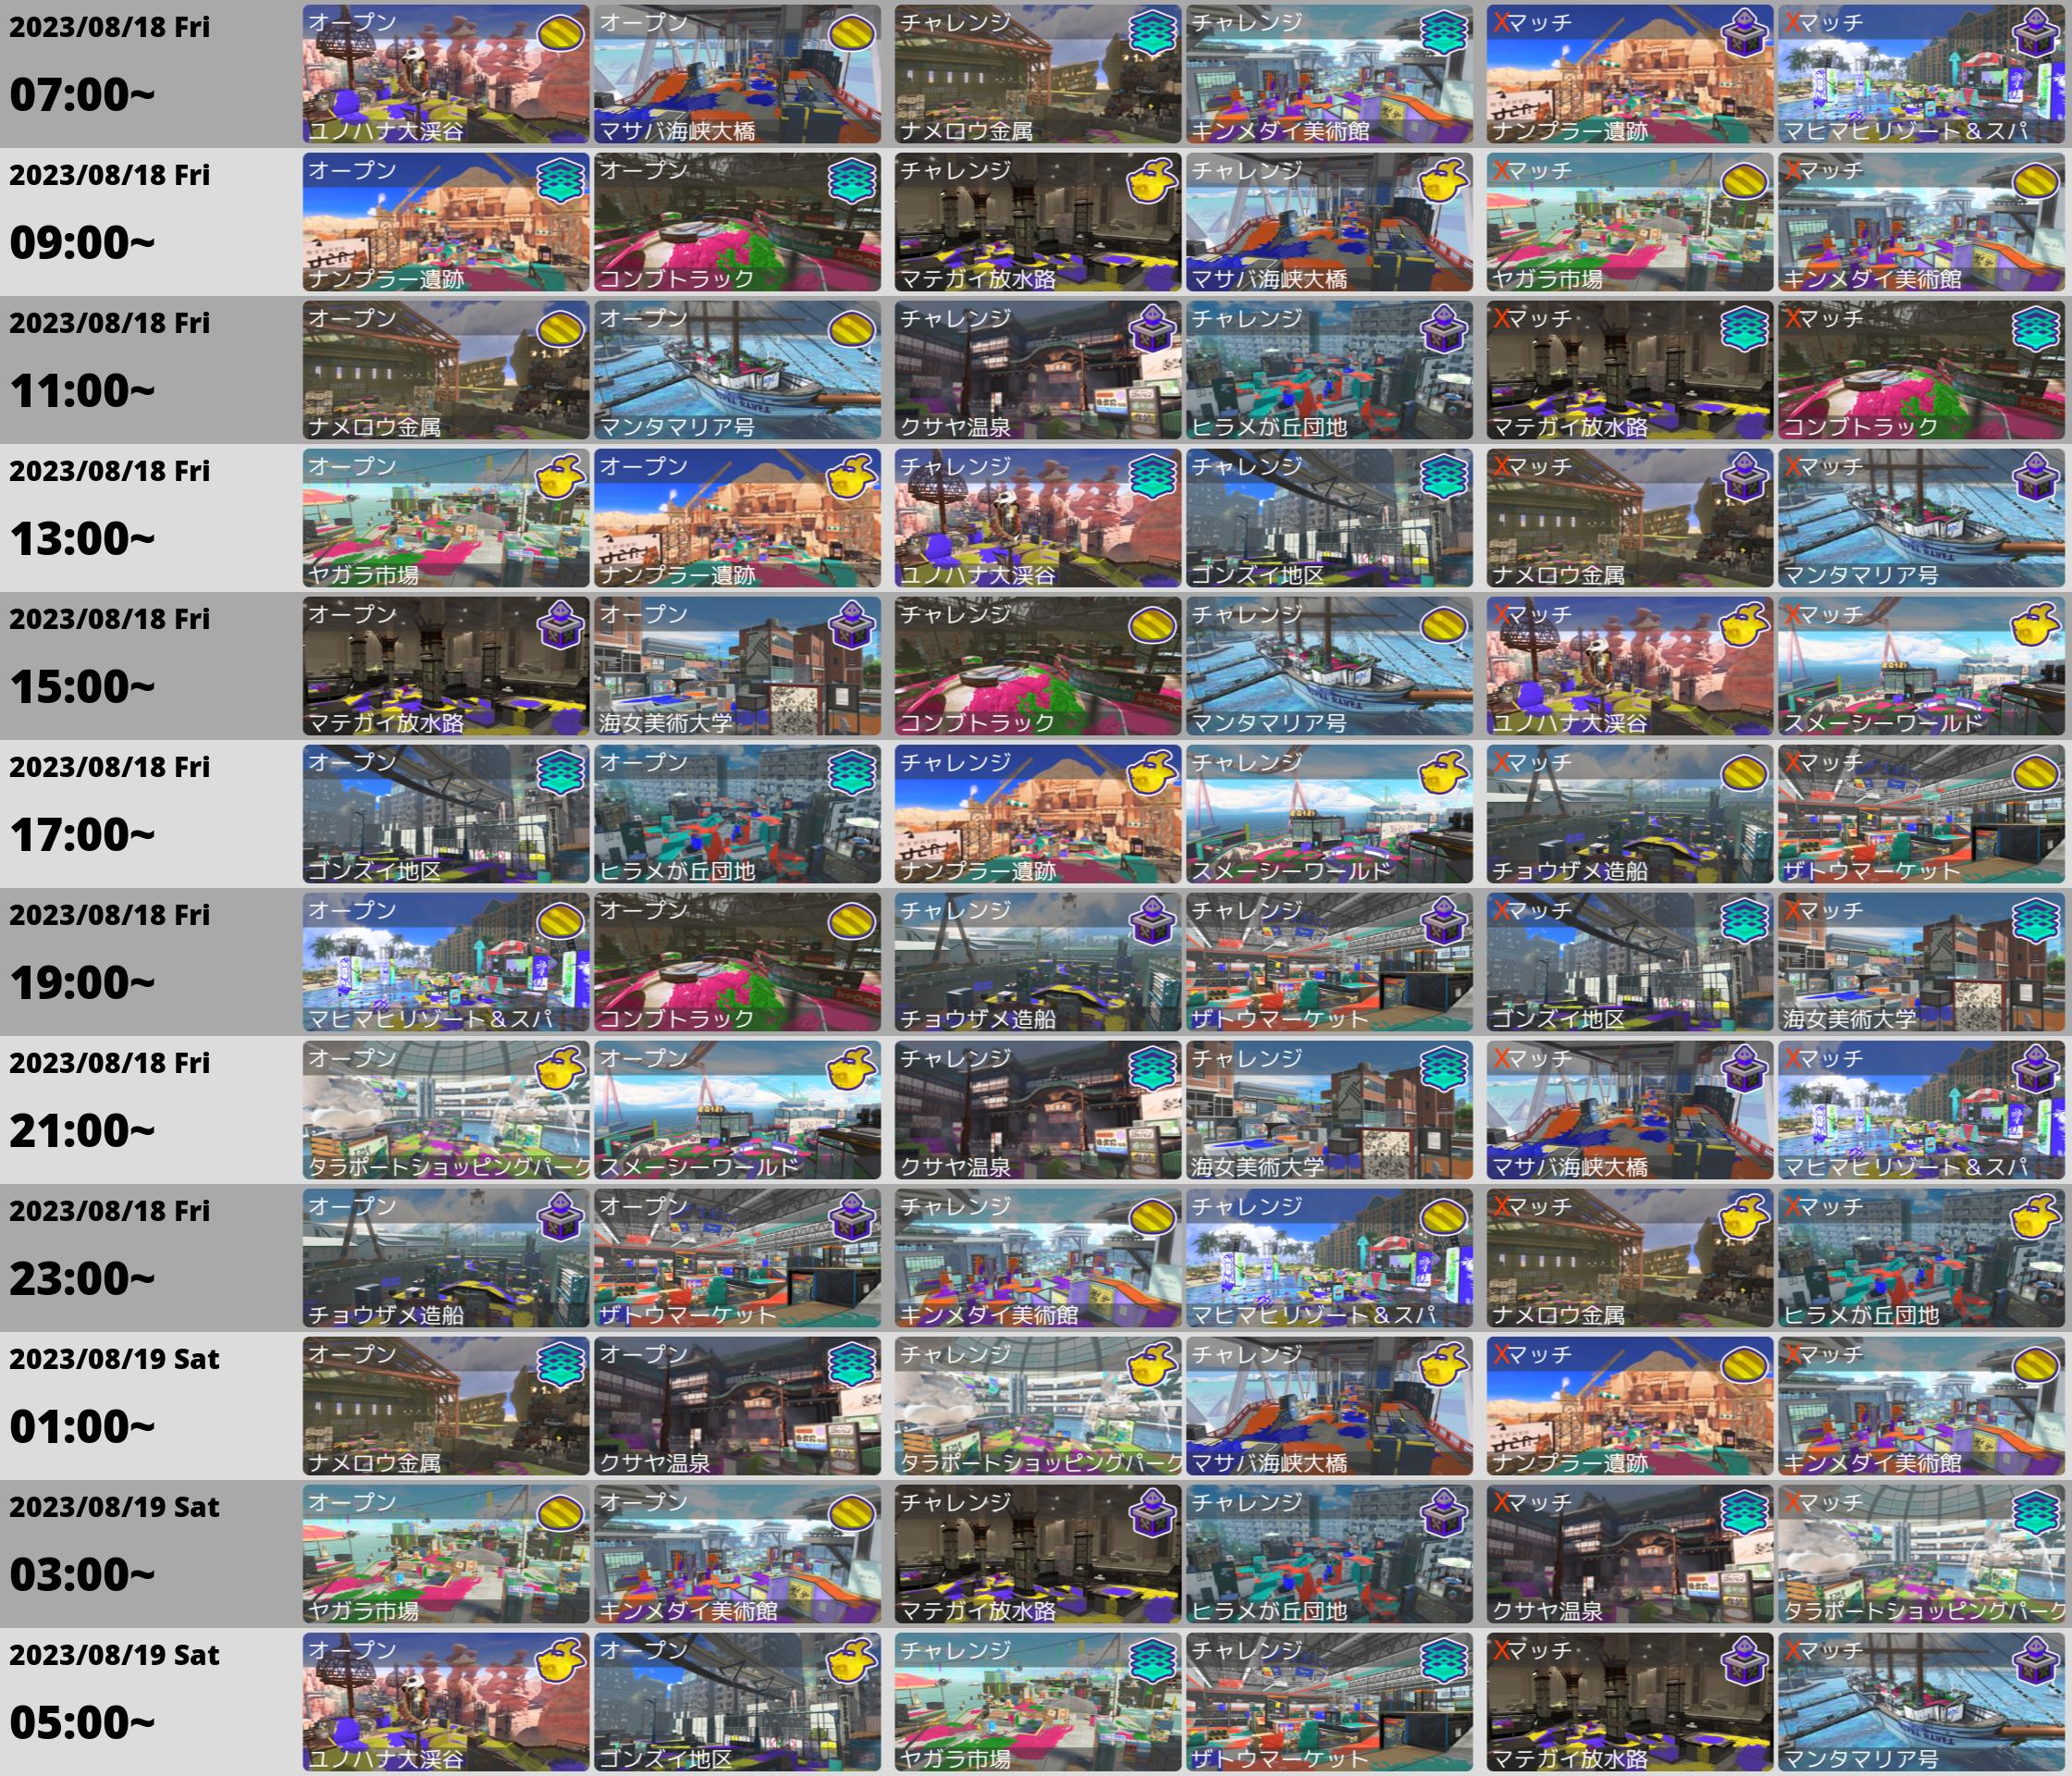 2023/08/18 Fri
07:00~
オープン オープン チャレンジ チャレンジ Xマッチ Xマッチ
ユノハナ大渓谷 マサバ海峡大橋 ナメロウ金属 キンメダイ美術館 ナンプラー遺跡 マヒマヒリゾート＆スパ
2023/08/18 Fri
09:00~
オープン オープン チャレンジ チャレンジ Xマッチ Xマッチ
ナンプラー遺跡 コンブトラック マテガイ放水路 マサバ海峡大橋 ヤガラ市場 キンメダイ美術館
2023/08/18 Fri
11:00~
オープン オープン チャレンジ チャレンジ Xマッチ Xマッチ
ナメロウ金属 マンタマリア号 クサヤ温泉 ヒラメが丘団地 マテガイ放水路 コンブトラック
2023/08/18 Fri
13:00~
オープン オープン チャレンジ チャレンジ Xマッチ Xマッチ
ヤガラ市場 ナンプラー遺跡 ユノハナ大渓谷 ゴンズイ地区 ナメロウ金属 マンタマリア号
2023/08/18 Fri
15:00~
オープン オープン チャレンジ チャレンジ Xマッチ Xマッチ
マテガイ放水路 海女美術大学 コンブトラック マンタマリア号 ユノハナ大渓谷 スメーシーワールド
2023/08/18 Fri
17:00~
オープン オープン チャレンジ チャレンジ Xマッチ Xマッチ
ゴンズイ地区 ヒラメが丘団地 ナンプラー遺跡 スメーシーワールド チョウザメ造船 ザトウマーケット
2023/08/18 Fri
19:00~
オープン オープン チャレンジ チャレンジ Xマッチ Xマッチ
マヒマヒリゾート＆スパ コンブトラック チョウザメ造船 ザトウマーケット ゴンズイ地区 海女美術大学
2023/08/18 Fri
21:00~
オープン オープン チャレンジ チャレンジ Xマッチ Xマッチ
タラポートショッピングパーク スメーシーワールド クサヤ温泉 海女美術大学 マサバ海峡大橋 マヒマヒリゾート＆スパ
2023/08/18 Fri
23:00~
オープン オープン チャレンジ チャレンジ Xマッチ Xマッチ
チョウザメ造船 ザトウマーケット キンメダイ美術館 マヒマヒリゾート＆スパ ナメロウ金属 ヒラメが丘団地
2023/08/19 Sat
01:00~
オープン オープン チャレンジ チャレンジ Xマッチ Xマッチ
ナメロウ金属 クサヤ温泉 タラポートショッピングパーク マサバ海峡大橋 ナンプラー遺跡 キンメダイ美術館
2023/08/19 Sat
03:00~
オープン オープン チャレンジ チャレンジ Xマッチ Xマッチ
ヤガラ市場 キンメダイ美術館 マテガイ放水路 ヒラメが丘団地 クサヤ温泉 タラポートショッピングパーク
2023/08/19 Sat
05:00~
オープン オープン チャレンジ チャレンジ Xマッチ Xマッチ
ユノハナ大渓谷 ゴンズイ地区 ヤガラ市場 ザトウマーケット マテガイ放水路 マンタマリア号